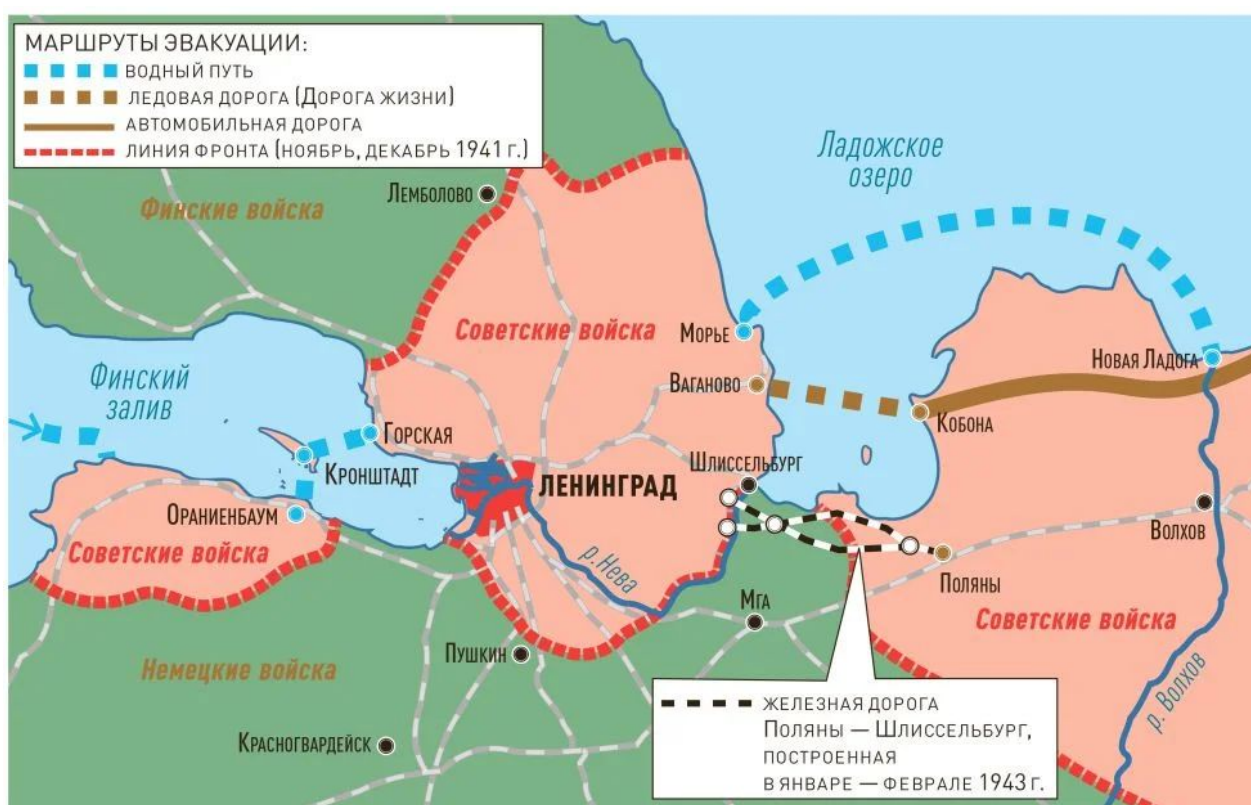 МАРШРУТЫ ЭВАКУАЦИИ:
ВОДНЫЙ ПУТЬ
ЛЕДОВАЯ ДОРОГА (ДОРОГА ЖИЗНИ)
АВТОМОБИЛЬНАЯ ДОРОГА
ЛИНИЯ ФРОНТА (НОЯБРЬ, ДЕКАБРЬ 1941 Г.)
Финские войска
ЛЕМБОЛОВО
Ладожское
озеро
Советские войска
МОРЬЕ
ВАГАНОВО
НОВАЯ ЛАДОГА
КОБОНА
Финский
залив
ГОРСКАЯ
КРОНШТАДТ
ЛЕНИНГРАД
ШЛИССЕЛЬБУРГ
ОРАНИЕНБАУМ
Советские войска
р. Нева
ВОЛХОВ
ПОЛЯНЫ
МГА
Советские войска
ПУШКИН
Немецкие войска
КРАСНОГВАРДЕЙСК
р. Волхов
ЖЕЛЕЗНАЯ ДОРОГА
ПОЛЯНЫ — ШЛИССЕЛЬБУРГ,
ПОСТРОЕННАЯ
В ЯНВАРЕ — ФЕВРАЛЕ 1943 Г.